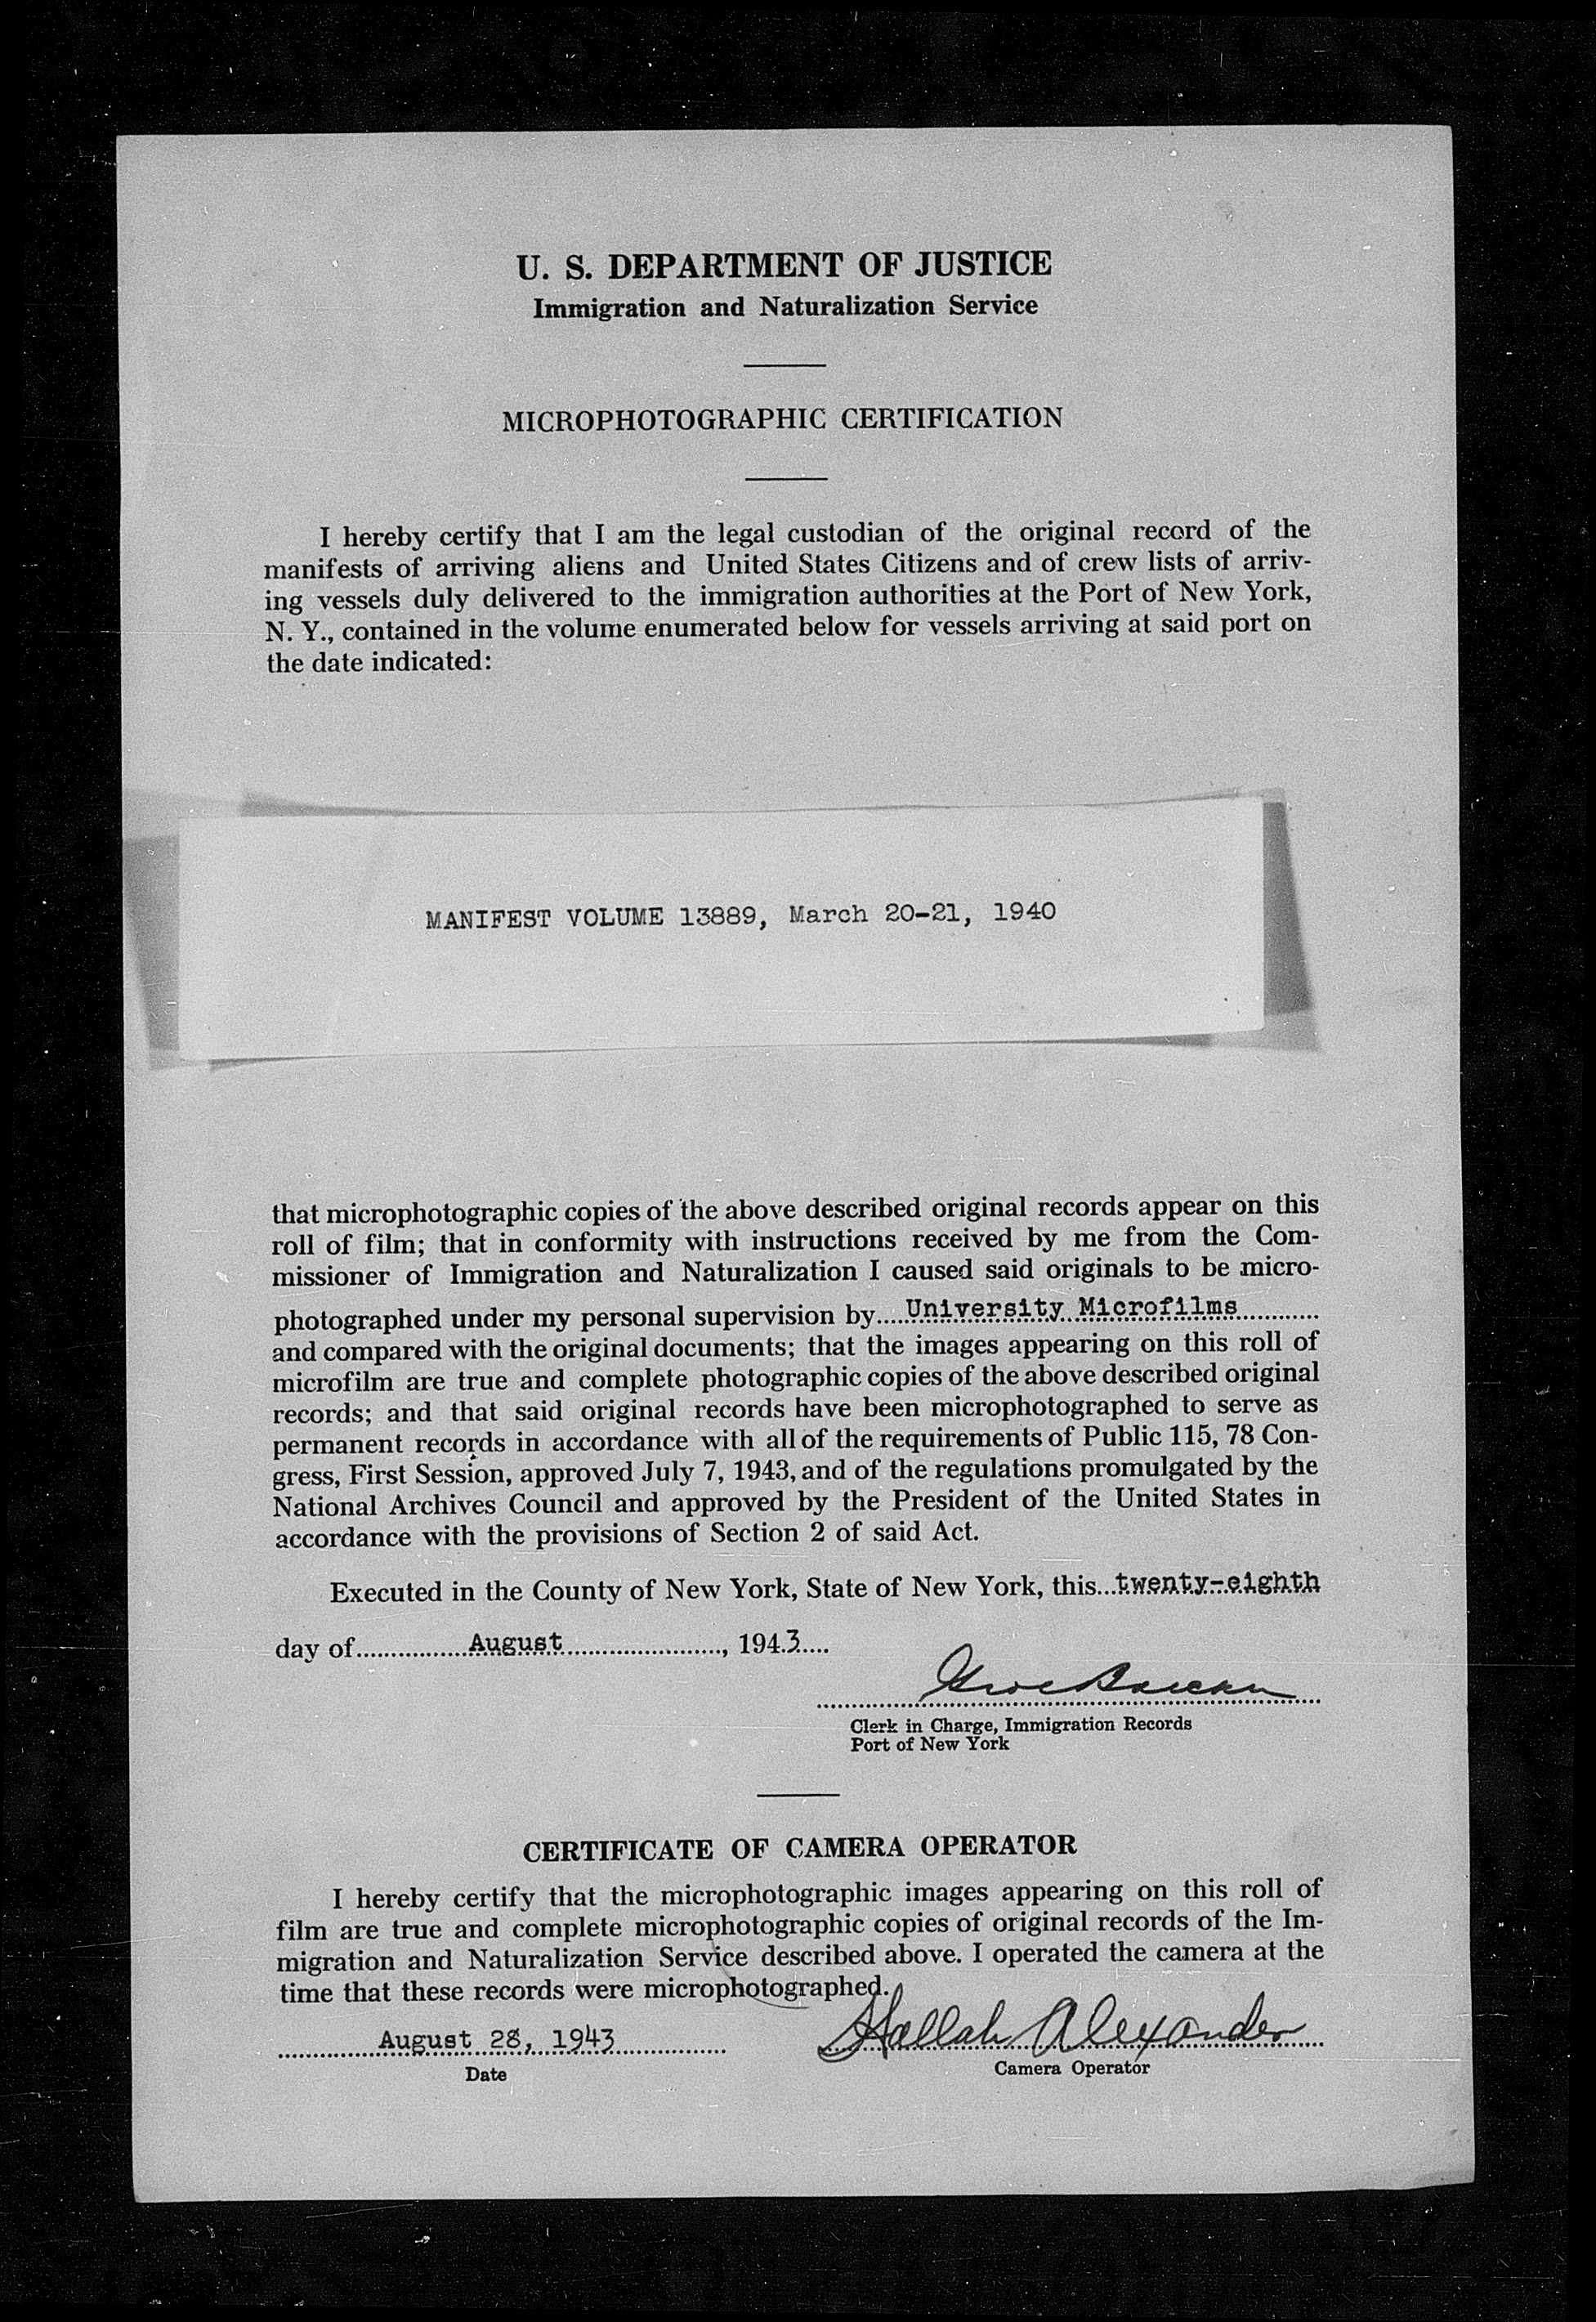 U. S. DEPARTMENT OF JUSTICE
Immigration and Naturalization Service
MICROPHOTOGRAPHIC CERTIFICATION
I hereby certify that I am the legal custodian of the original record of the
manifests of arriving aliens and United States Citizens and of crew lists of arriv-
ing vessels duly delivered to the immigration authorities at the Port of New York,
N. Y., contained in the volume enumerated below for vessels arriving at said port on
the date indicated:
MANIFEST VOLUME 13889, March 20-21, 1940
that microphotographic copies of the above described original records appear on this
roll of film; that in conformity with instructions received by me from the Com-
missioner of Immigration and Naturalization I caused said originals to be micro-
photographed under my personal supervision by University Microfilms
and compared with the original documents; that the images appearing on this roll of
microfilm are true and complete photographic copies of the above described original
records; and that said original records have been microphotographed to serve as
permanent records in accordance with all of the requirements of Public 115, 78 Con-
gress, First Session, approved July 7, 1943, and of the regulations promulgated by the
National Archives Council and approved by the President of the United States in
accordance with the provisions of Section 2 of said Act.
Executed in the County of New York, State of New York, this twenty-eighth
day of August, 1943
Clerk in Charge, Immigration Records
Port of New York
CERTIFICATE OF CAMERA OPERATOR
I hereby certify that the microphotographic images appearing on this roll of
film are true and complete microphotographic copies of original records of the Im-
migration and Naturalization Service described above. I operated the camera at the
time that these records were microphotographed.
August 28, 1943 Hallah Alexander
Date Camera Operator